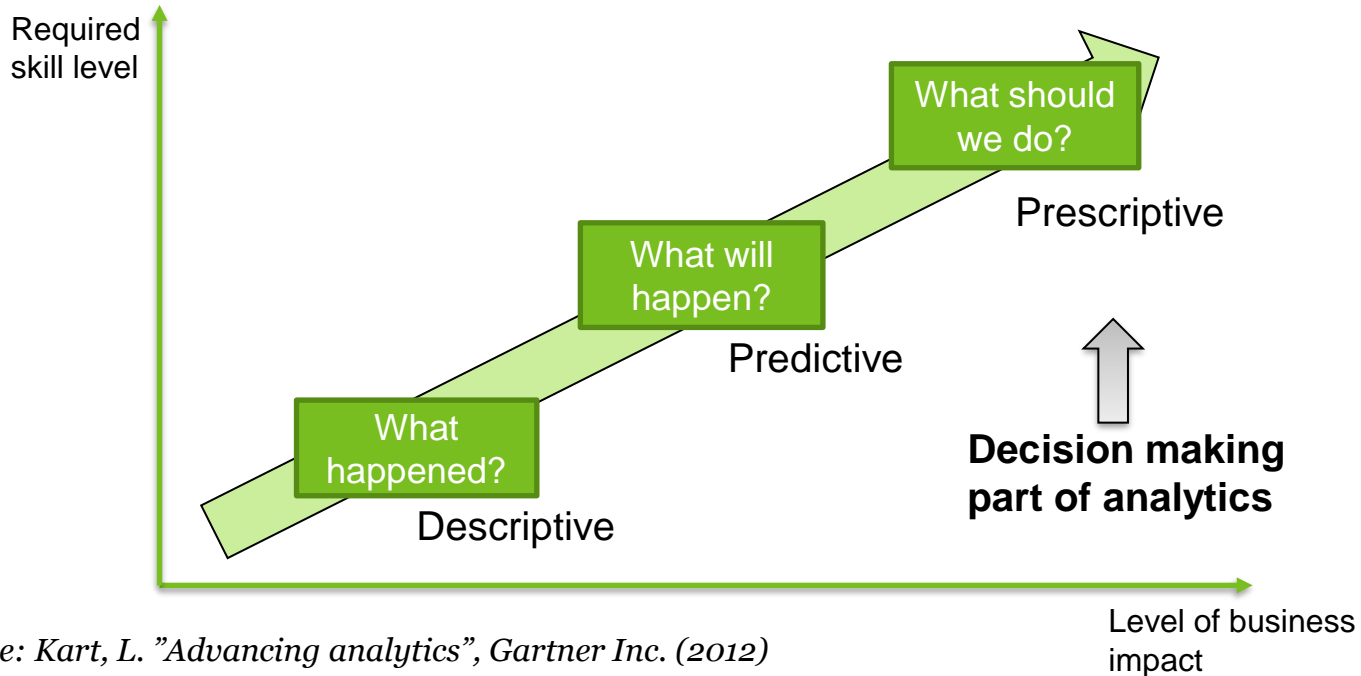 Required
skill level
What should
we do?
Prescriptive
What will
happen?
Predictive
What
happened?
Descriptive
Decision making
part of analytics
Level of business
impact
e: Kart, L. ”Advancing analytics”, Gartner Inc. (2012)